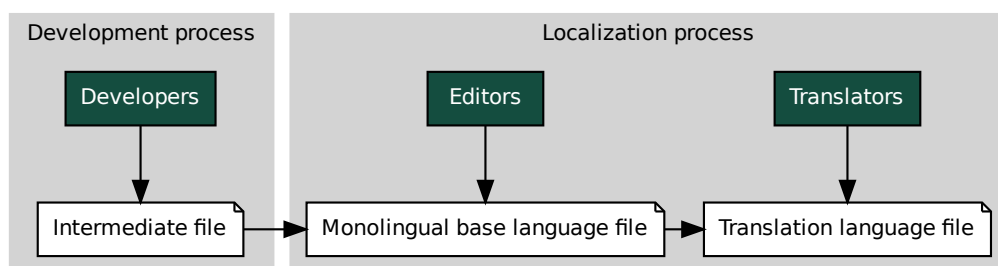 Development process
Localization process
Developers
Editors
Translators
Intermediate file
Monolingual base language file
Translation language file